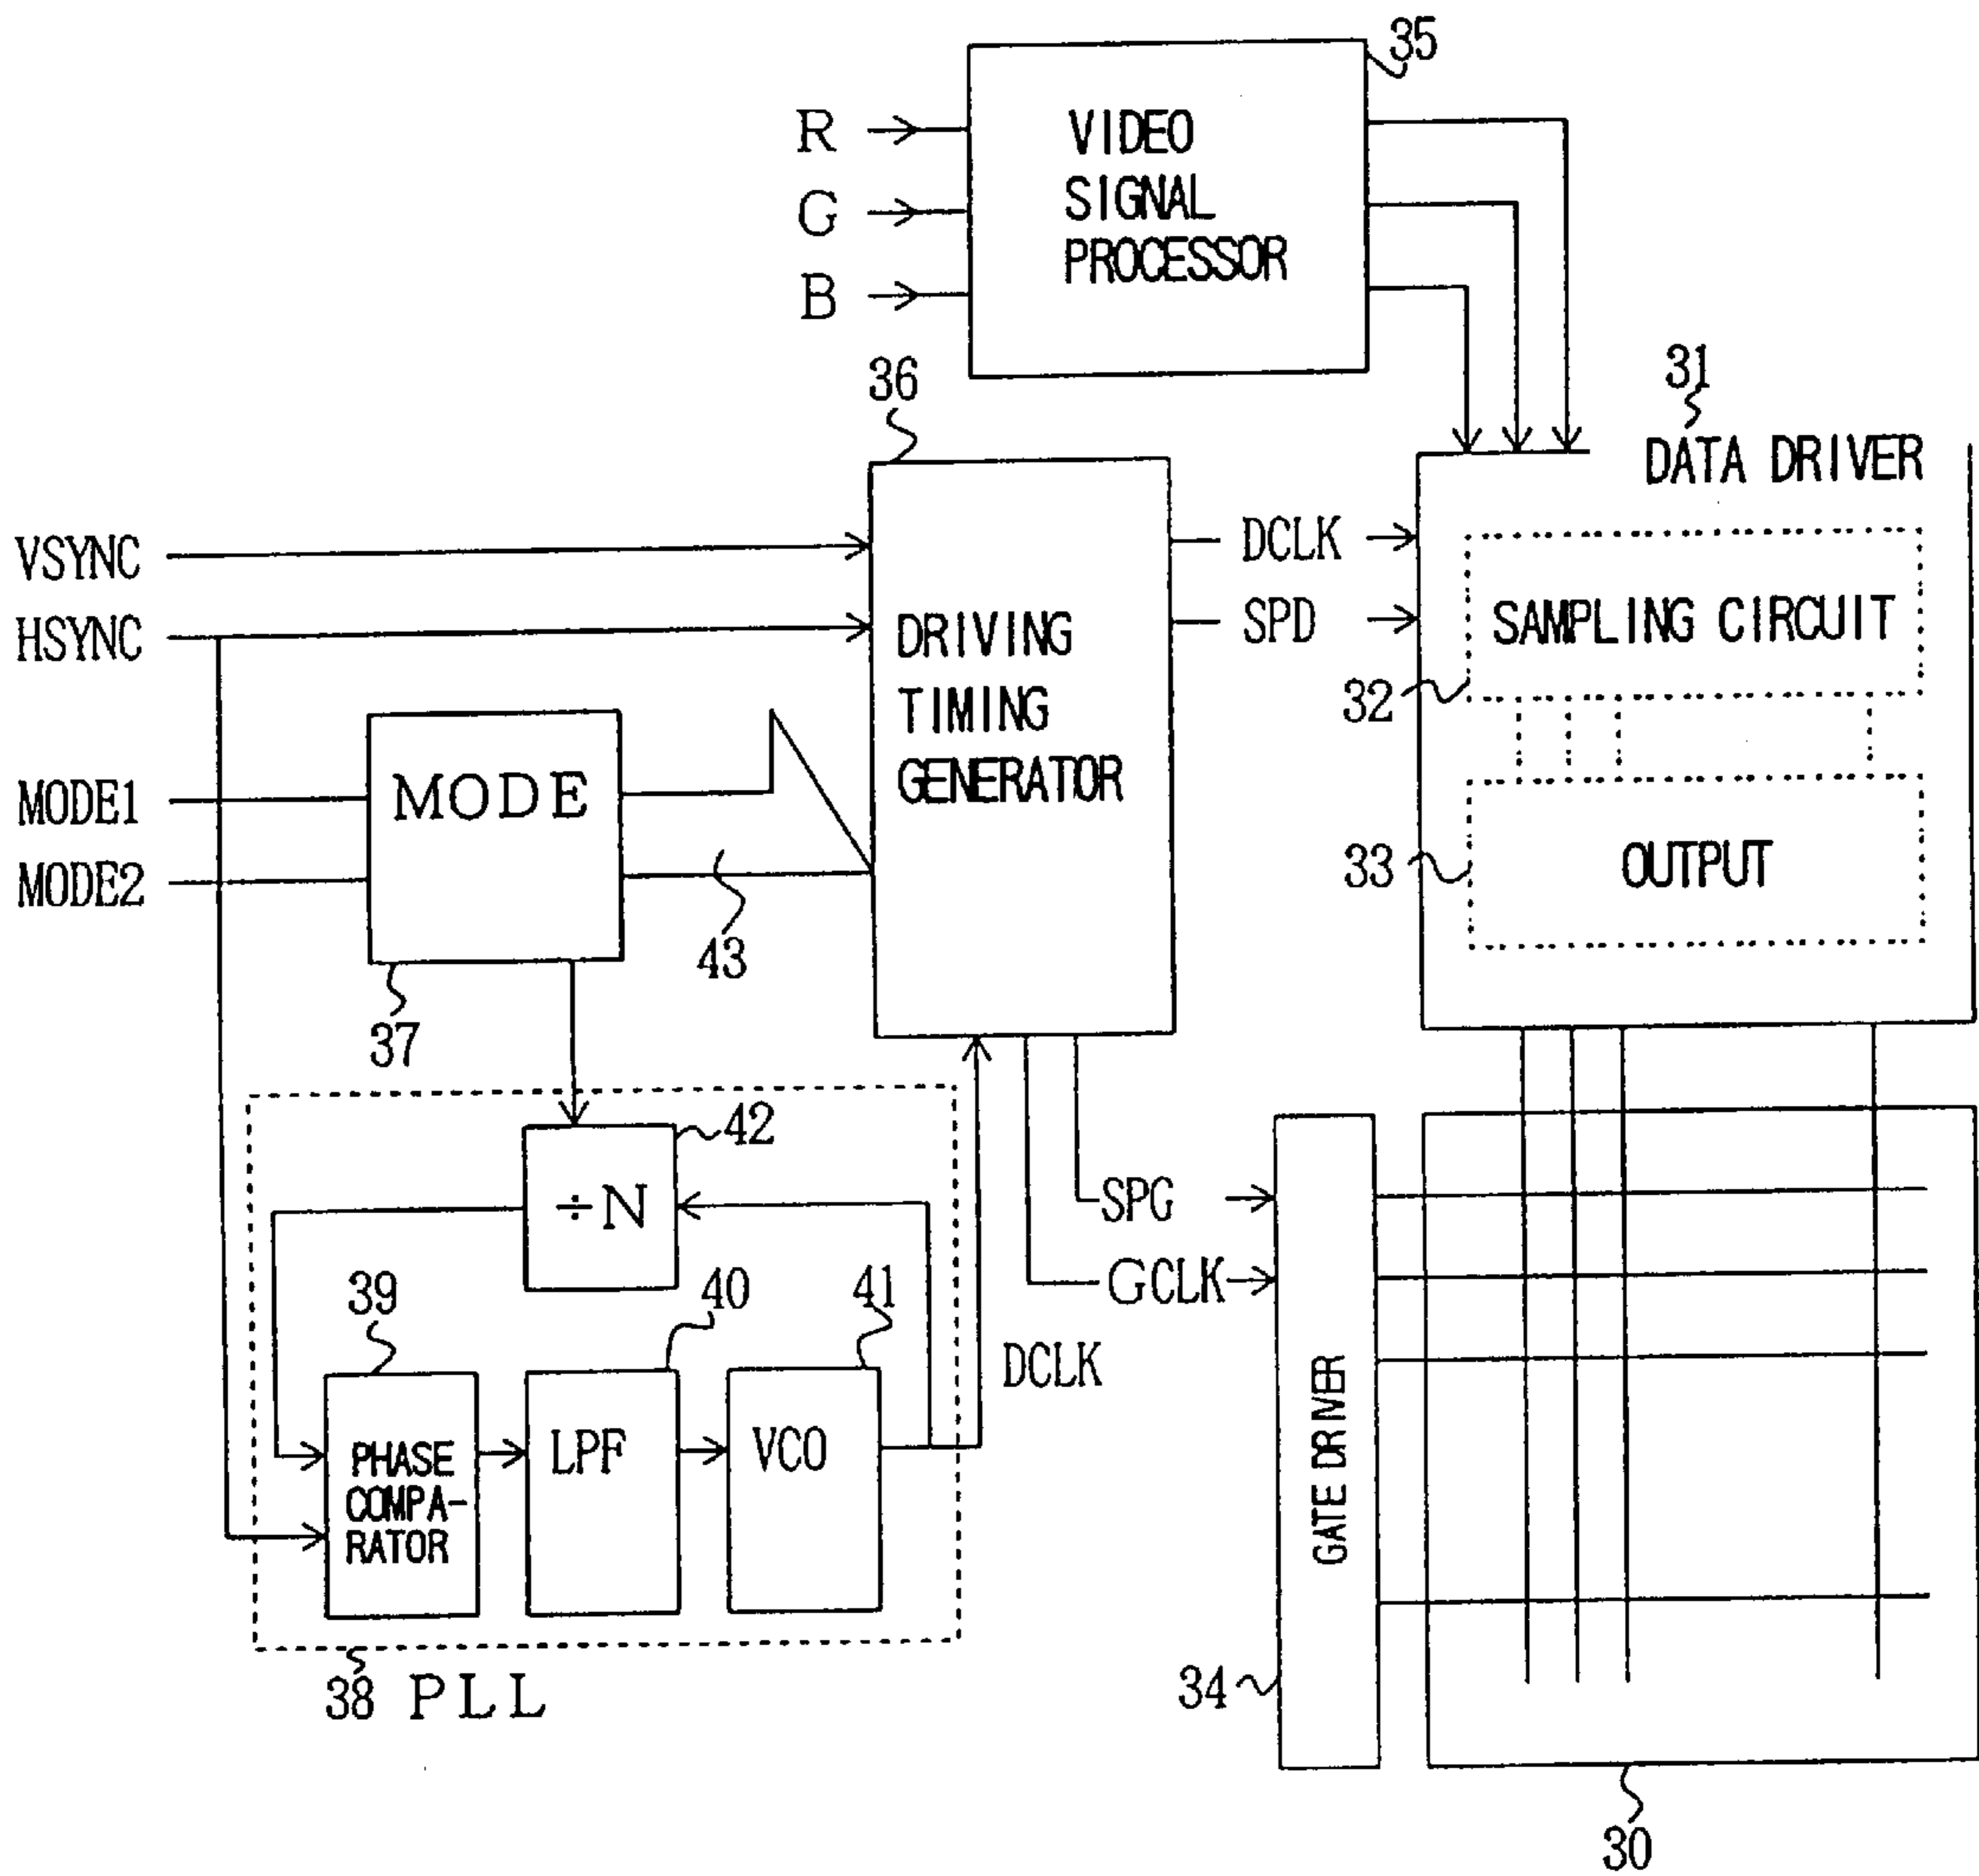 35
R
G
B
VIDEO
SIGNAL
PROCESSOR
36
31
DATA DRIVER
VSYNC
HSYNC
DRIVING
TIMING
GENERATOR
DCLK
SPD
SAMPLING CIRCUIT
32
MODE1
MODE2
MODE
43
37
33
OUTPUT
42
÷N
SPG
GCLK
39
40
41
DCLK
PHASE
COMPA-
RATOR
LPF
VCO
GATE DRIVER
38 PLL
34
30